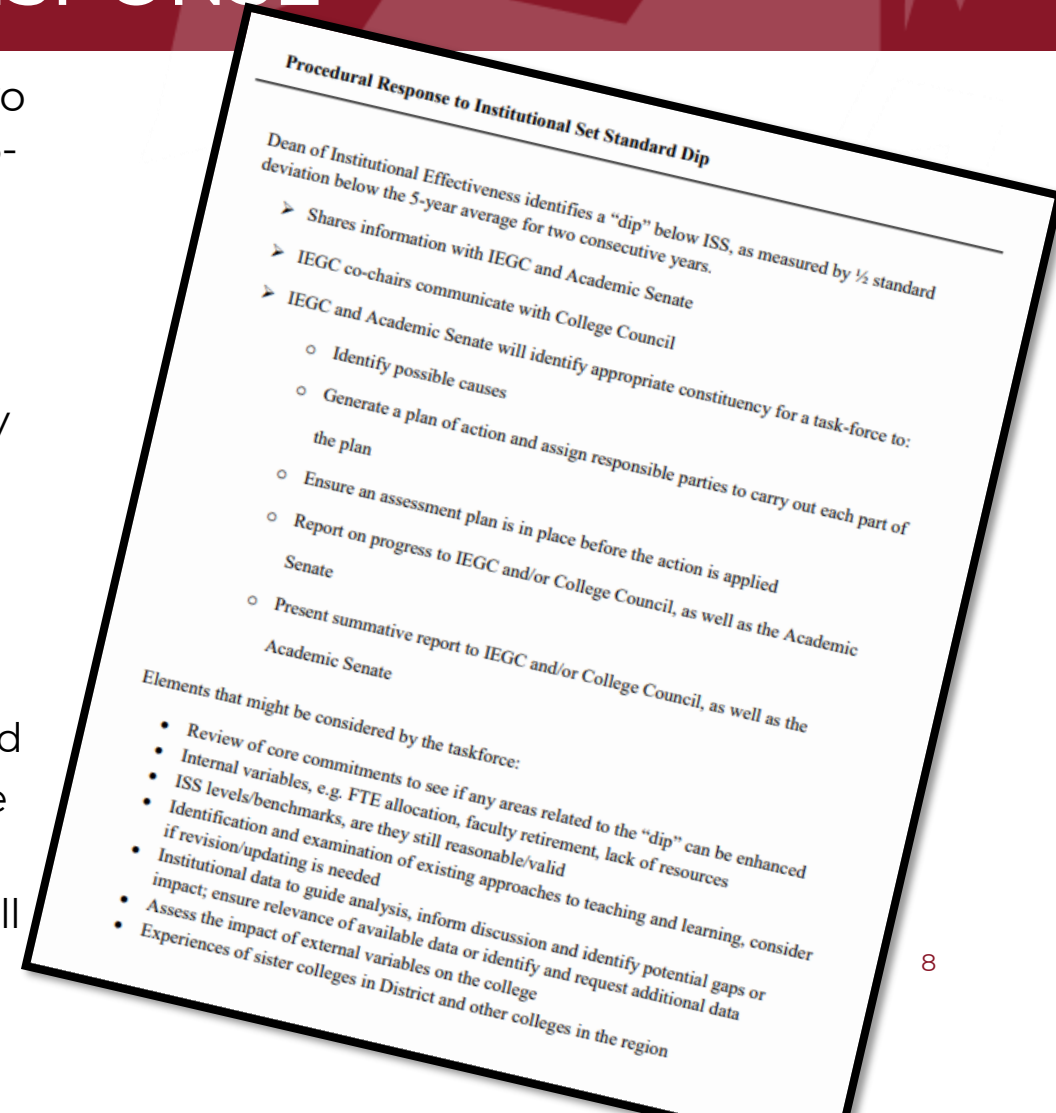 Procedural Response to Institutional Set Standard Dip
Dean of Institutional Effectiveness identifies a “dip” below ISS, as measured by ½ standard
deviation below the 5-year average for two consecutive years.
➢ Shares information with IEGC and Academic Senate
➢ IEGC co-chairs communicate with College Council
➢ IEGC and Academic Senate will identify appropriate constituency for a task-force to:
○ Identify possible causes
○ Generate a plan of action and assign responsible parties to carry out each part of
the plan
○ Ensure an assessment plan is in place before the action is applied
○ Report on progress to IEGC and/or College Council, as well as the Academic
Senate
○ Present summative report to IEGC and/or College Council, as well as the
Academic Senate
Elements that might be considered by the taskforce:
• Review of core commitments to see if any areas related to the “dip” can be enhanced
• Internal variables, e.g. FTE allocation, faculty retirement, lack of resources
• ISS levels/benchmarks, are they still reasonable/valid
• Identification and examination of existing approaches to teaching and learning, consider
if revision/updating is needed
• Institutional data to guide analysis, inform discussion and identify potential gaps or
impact; ensure relevance of available data or identify and request additional data
• Assess the impact of external variables on the college
• Experiences of sister colleges in District and other colleges in the region
8